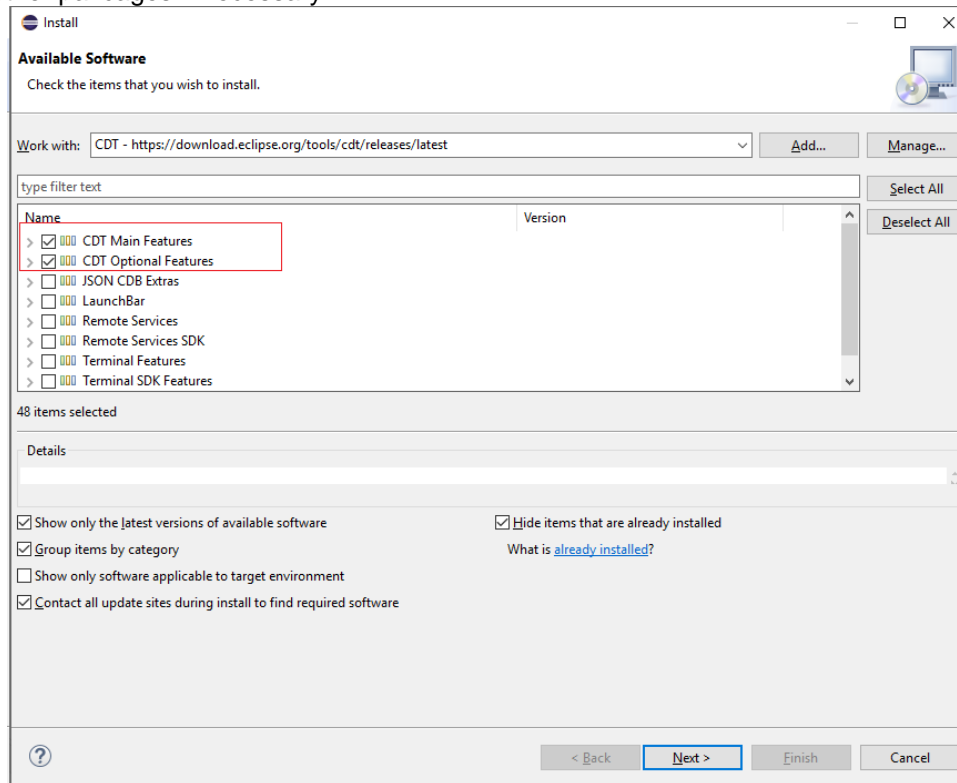 Install
Available Software
Check the items that you wish to install.
Work with: CDT - https://download.eclipse.org/tools/cdt/releases/latest Add... Manage...
type filter text Select All
Name Version Deselect All
CDT Main Features
CDT Optional Features
JSON CDB Extras
LaunchBar
Remote Services
Remote Services SDK
Terminal Features
Terminal SDK Features
48 items selected
Details
Show only the latest versions of available software Hide items that are already installed
Group items by category What is already installed?
Show only software applicable to target environment
Contact all update sites during install to find required software
? < Back Next > Finish Cancel